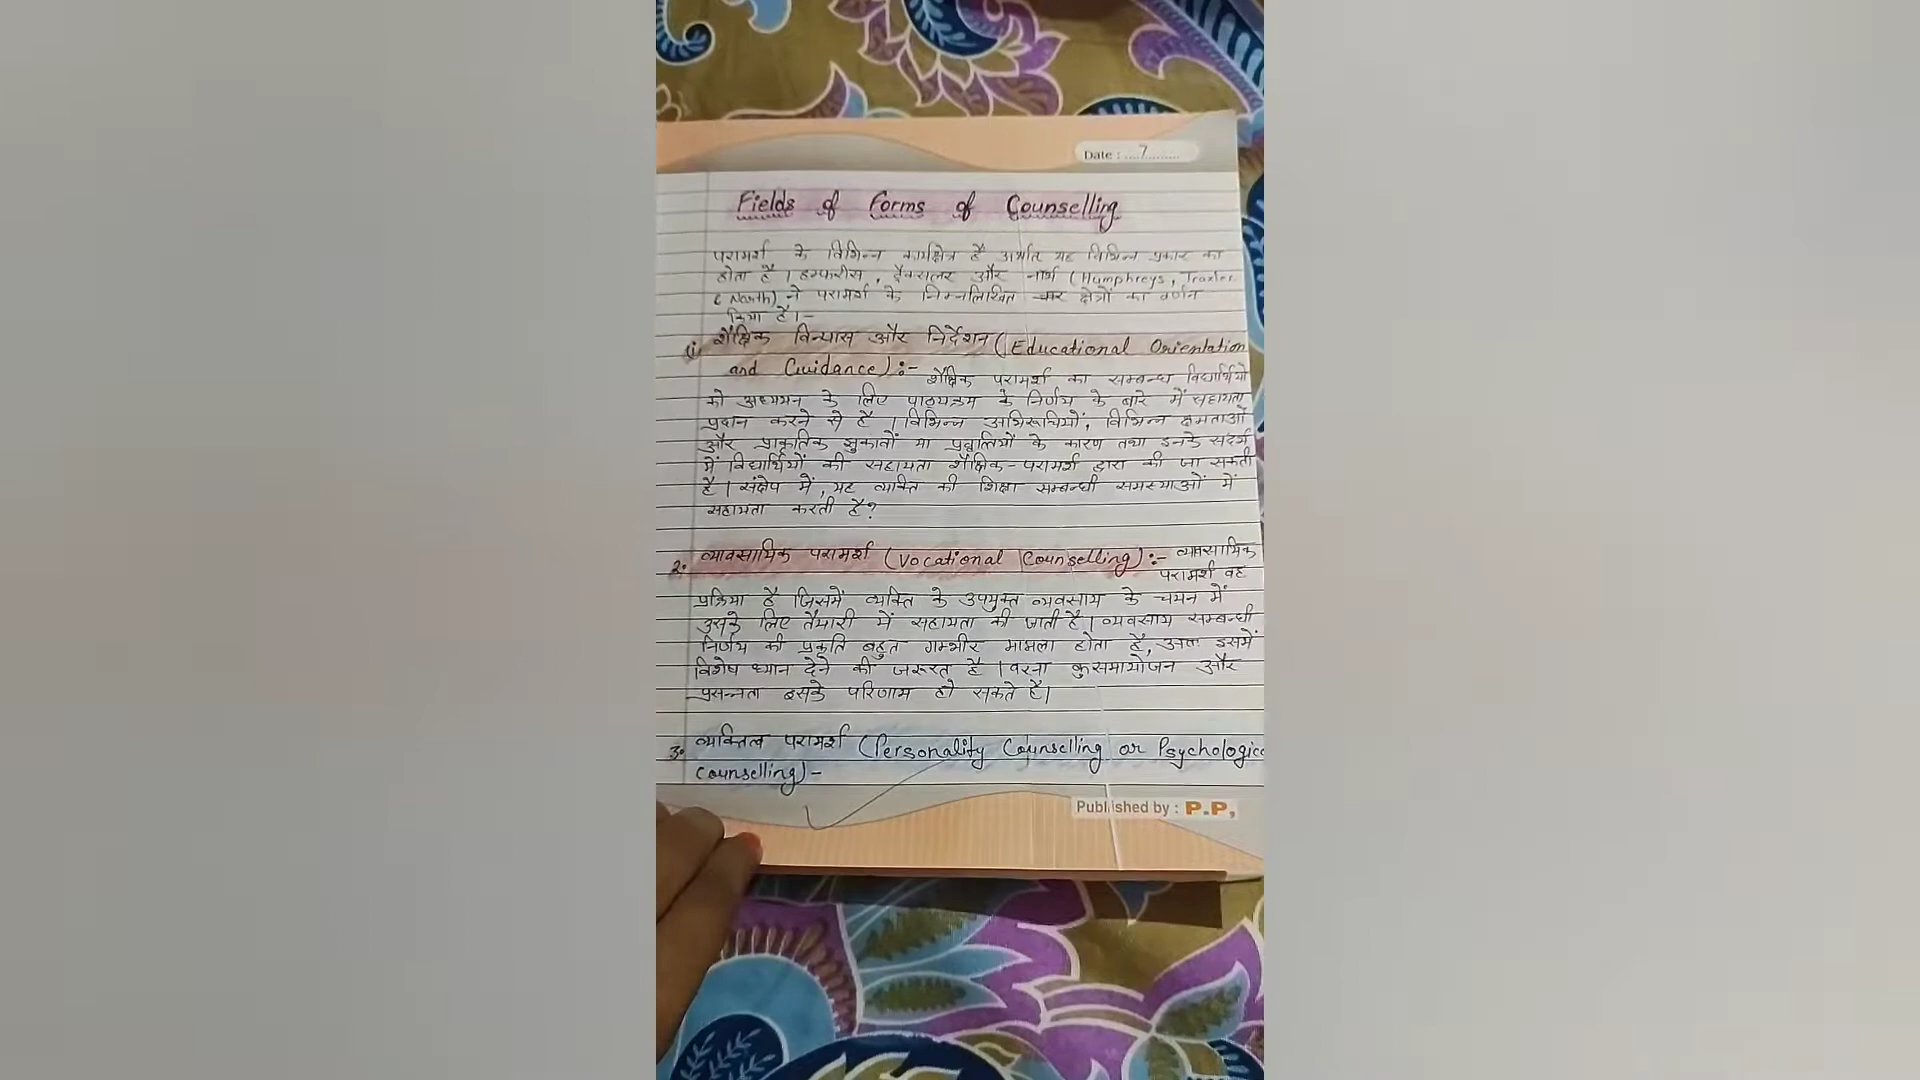 Date : 7
Fields of Forms of Counselling
परामर्श के विभिन्न कार्यक्षेत्र है अर्थात यह विभिन्न प्रकार का
होता है । हम्फरीस, ट्रैक्सलर और नार्थ (Humphreys, Traxler
& North) ने परामर्श के निम्नलिखित चार क्षेत्रों का वर्णन
किया है।-
(i) शैक्षिक विन्यास और निर्देशन (Educational Orientation
and Guidance) :- शैक्षिक परामर्श का सम्बन्ध विद्यार्थियो
को अध्ययन के लिए पाठ्यक्रम के निर्णय के बारे में सहायता
प्रदान करने से है । विभिन्न अभिरूचियों, विभिन्न क्षमताओं
और प्राकृतिक झुकावों या प्रवृतियों के कारण तथा इनके संदर्भ
में विद्यार्थियों की सहायता शैक्षिक-परामर्श द्वारा की जा सकती
है । संक्षेप में, यह व्यक्ति की शिक्षा सम्बन्धी समस्याओं में
सहायता करती है?
2. व्यावसायिक परामर्श (Vocational Counselling) :- व्यावसायिक
परामर्श वह
प्रक्रिया है जिसमें व्यक्ति के उपयुक्त व्यवसाय के चयन में
उसके लिए तैयारी में सहायता की जाती है। व्यवसाय सम्बन्धी
निर्णय की प्रकृति बहुत गम्भीर मामला होता है, अतः इसमें
विशेष ध्यान देने की जरूरत है । वरना कुसमायोजन और
प्रसन्नता इसके परिणाम हो सकते है।
3. व्यक्तित्व परामर्श (Personality Counselling or Psychologic
Counselling) -
Published by : P.P,